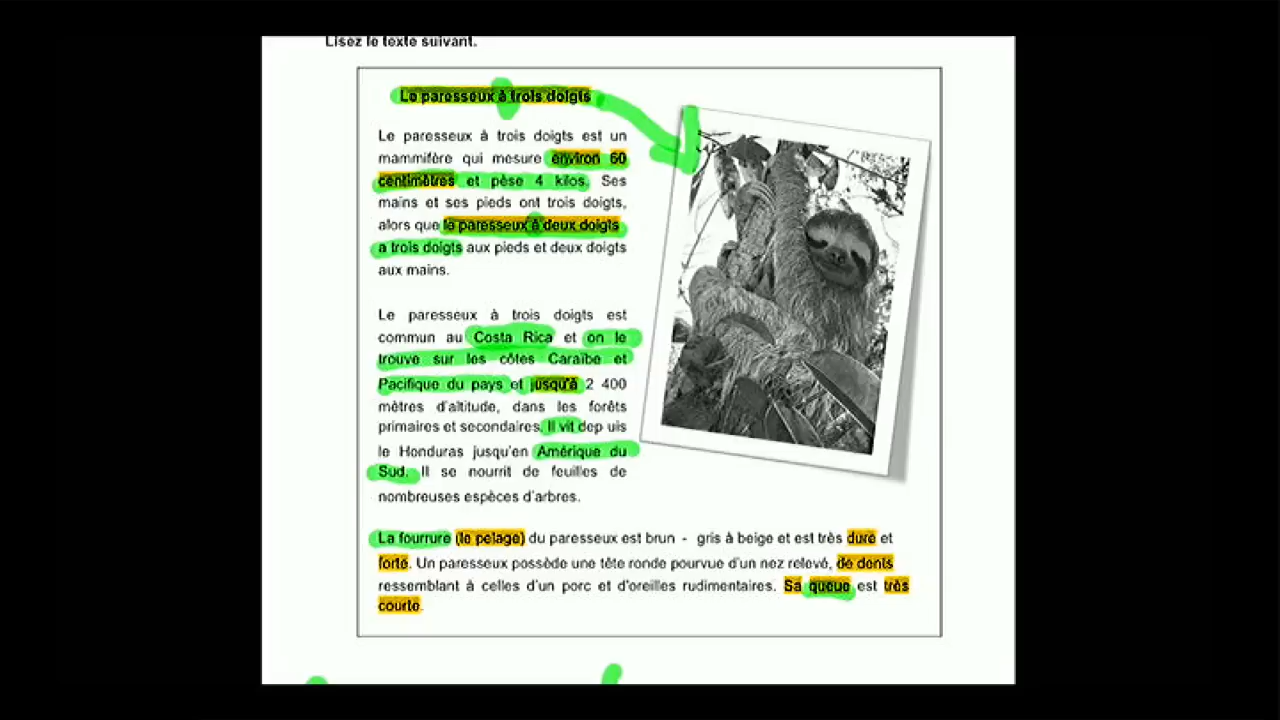 Lisez le texte suivant.
Le paresseux à trois doigts
Le paresseux à trois doigts est un
mammifère qui mesure environ 60
centimètres et pèse 4 kilos. Ses
mains et ses pieds ont trois doigts,
alors que le paresseux à deux doigts
a trois doigts aux pieds et deux doigts
aux mains.
Le paresseux à trois doigts est
commun au Costa Rica et on le
trouve sur les côtes Caraïbe et
Pacifique du pays et jusqu'à 2 400
mètres d'altitude, dans les forêts
primaires et secondaires. Il vit dep uis
le Honduras jusqu'en Amérique du
Sud. Il se nourrit de feuilles de
nombreuses espèces d'arbres.
La fourrure (le pelage) du paresseux est brun - gris à beige et est très dure et
forte. Un paresseux possède une tête ronde pourvue d'un nez relevé, de dents
ressemblant à celles d'un porc et d'oreilles rudimentaires. Sa queue est très
courte.